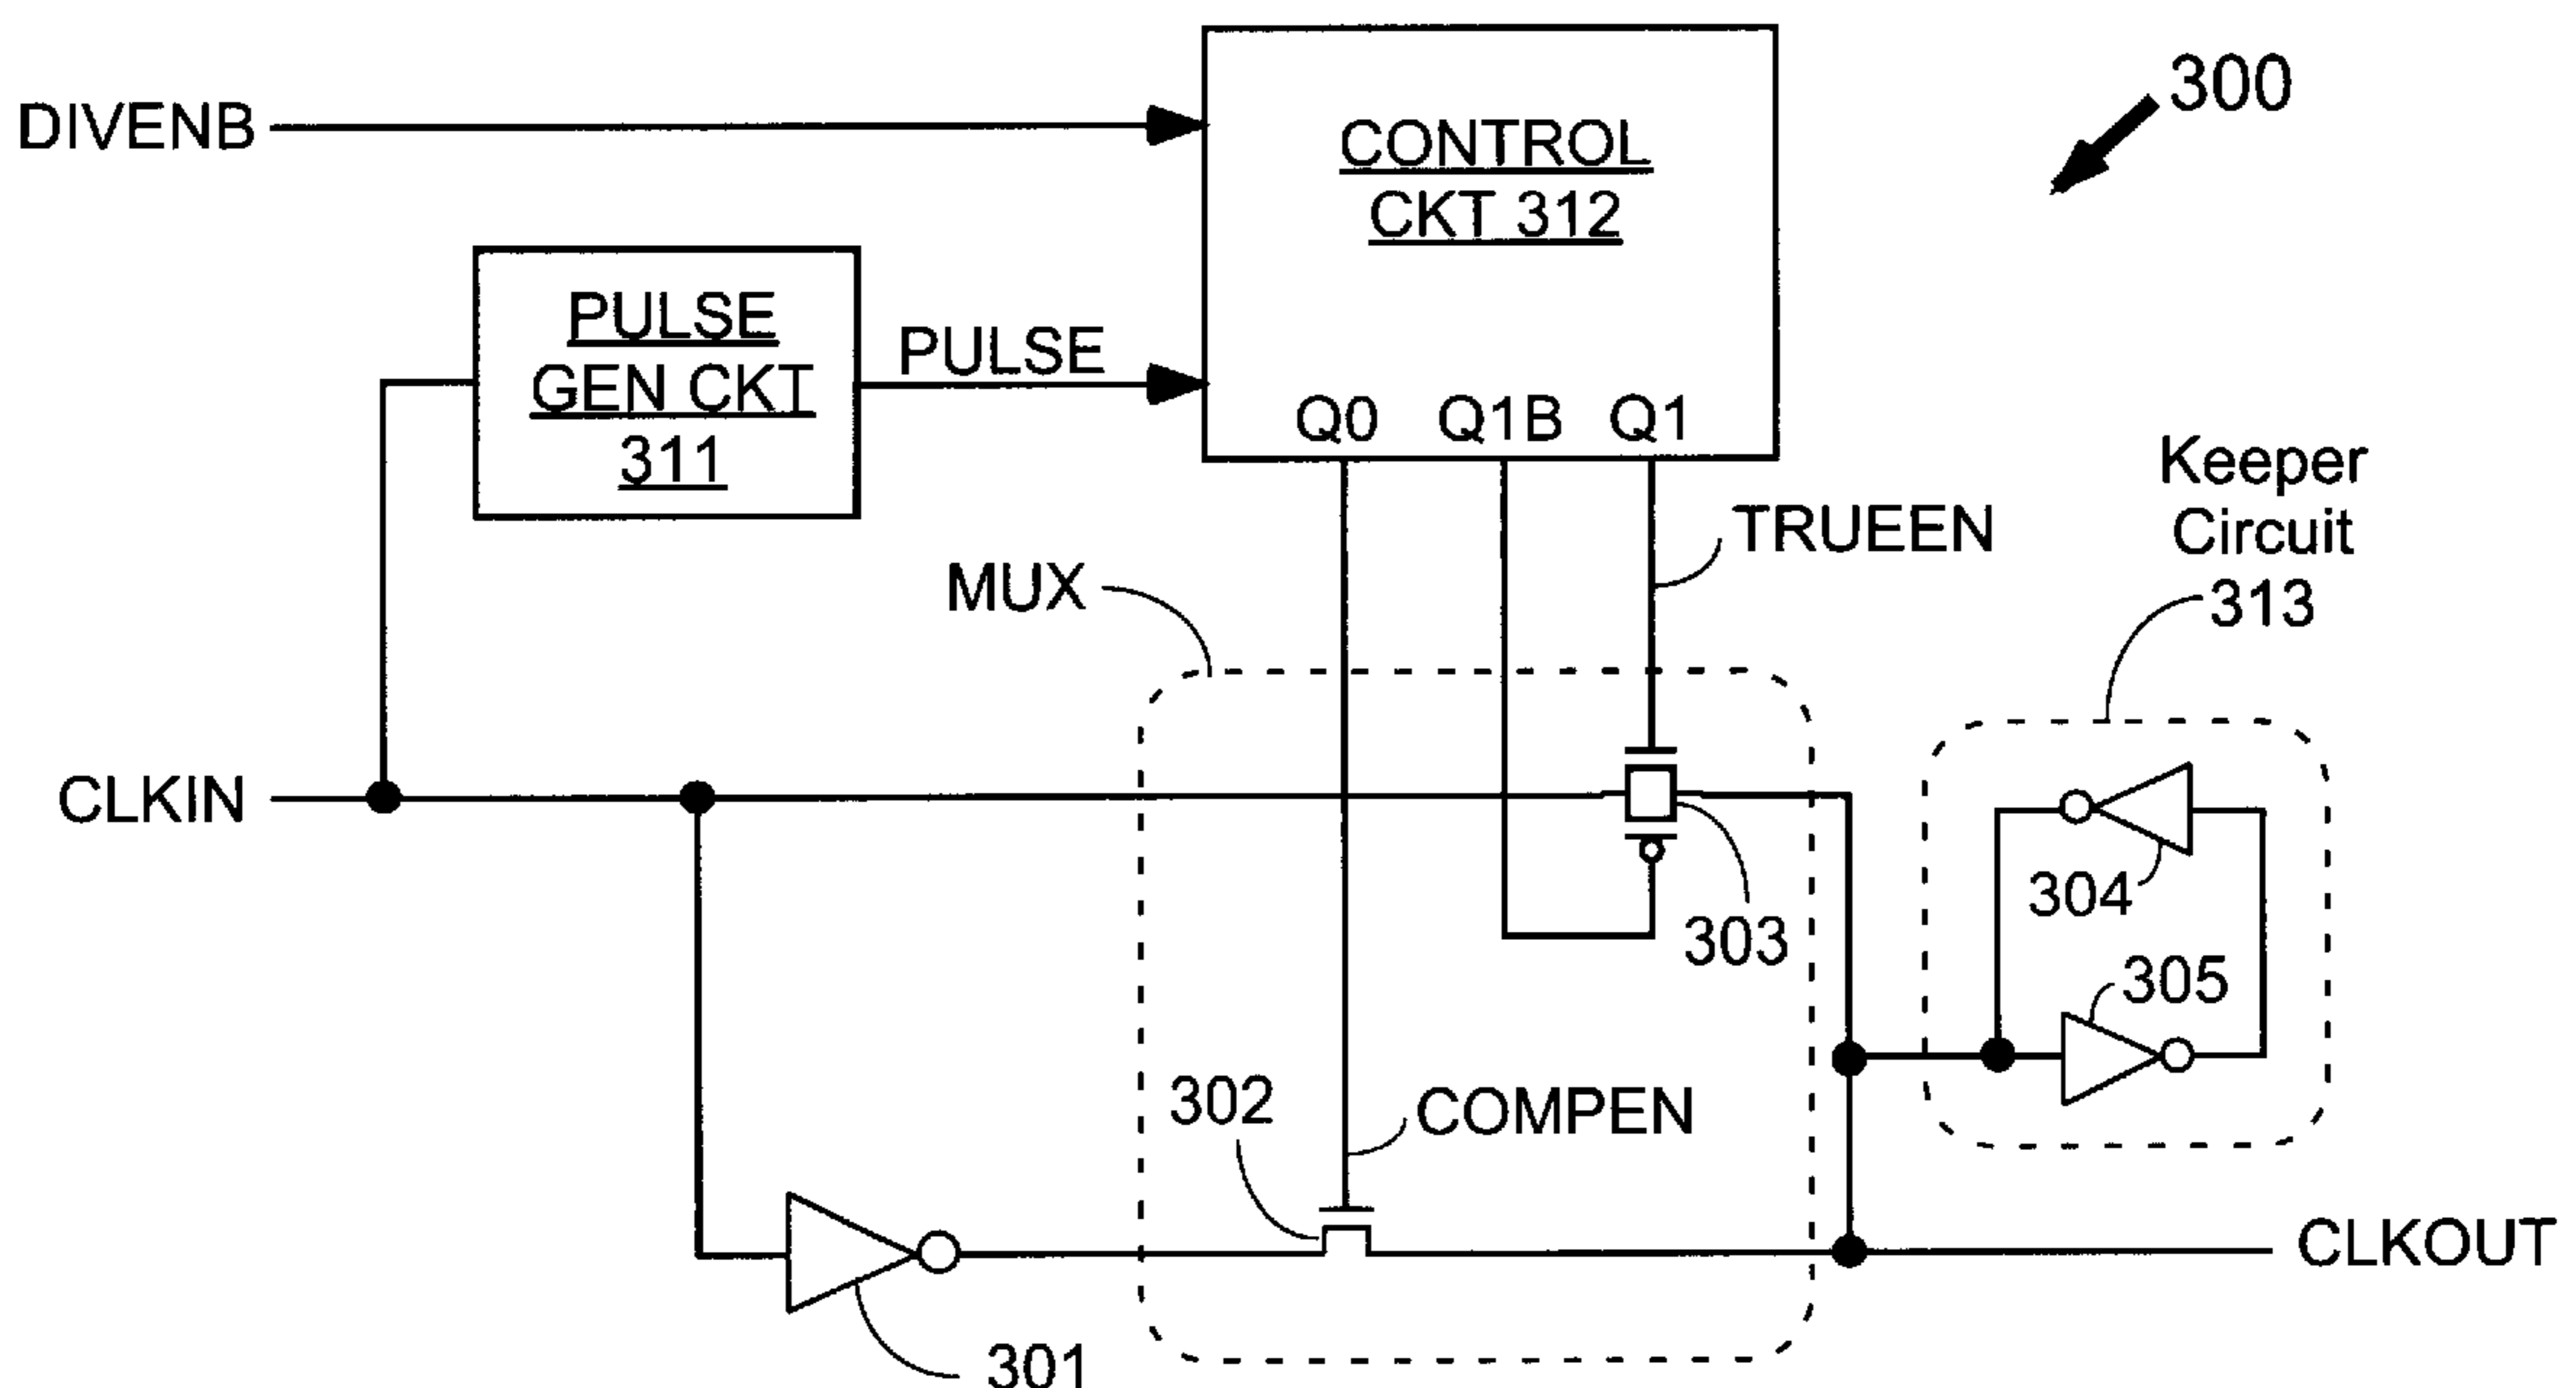 300
DIVENB
CONTROL
CKT 312
PULSE
GEN CKT
311
PULSE
Q0
Q1B
Q1
Keeper
Circuit
313
TRUEEN
MUX
CLKIN
304
303
305
302
COMPEN
CLKOUT
301